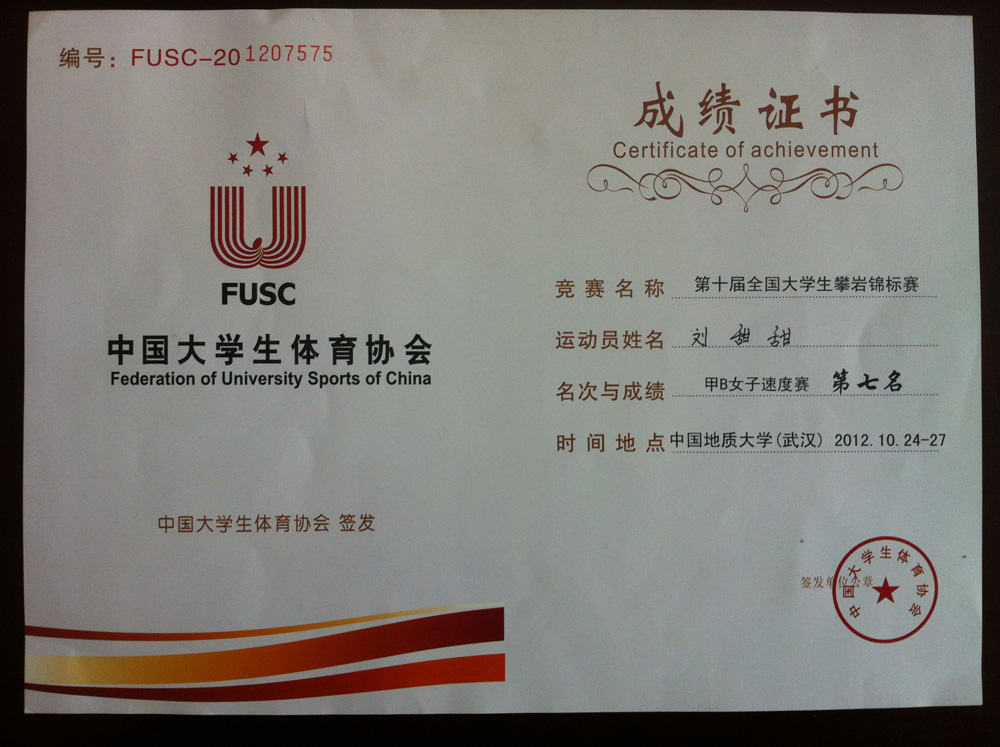 编号：FUSC-201207575
FUSC
中国大学生体育协会
Federation of University Sports of China
中国大学生体育协会 签发
成绩证书
Certificate of achievement
竞赛名称 第十届全国大学生攀岩锦标赛
运动员姓名 刘甜甜
名次与成绩 甲B女子速度赛 第七名
时间地点 中国地质大学(武汉) 2012.10.24-27
签发单位公章
中国大学生体育协会